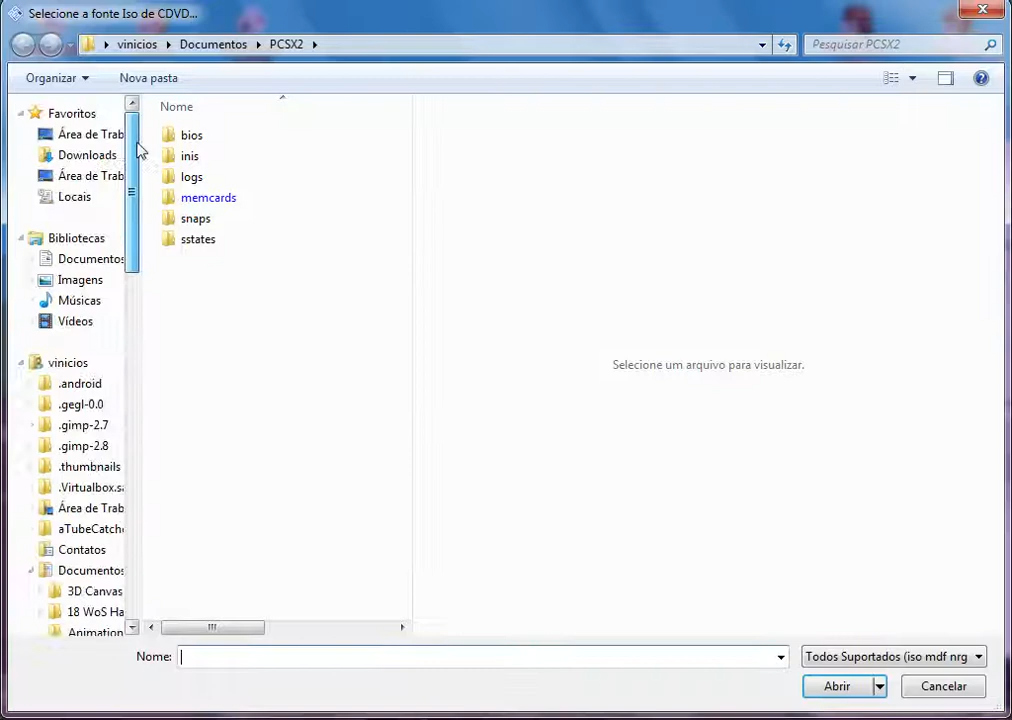 Selecione a fonte Iso de CDVD...
vinicios Documentos PCSX2
Pesquisar PCSX2
Organizar Nova pasta
Nome
Favoritos
Área de Trab
Downloads
Área de Trab
Locais
Bibliotecas
Documentos
Imagens
Músicas
Vídeos
vinicios
.android
.gegl-0.0
.gimp-2.7
.gimp-2.8
.thumbnails
.Virtualbox.sa
Área de Trab
aTubeCatche
Contatos
Documentos
3D Canvas
18 WoS Ha
Animation
bios
inis
logs
memcards
snaps
sstates
Selecione um arquivo para visualizar.
Nome:
Todos Suportados (iso mdf nrg
Abrir
Cancelar